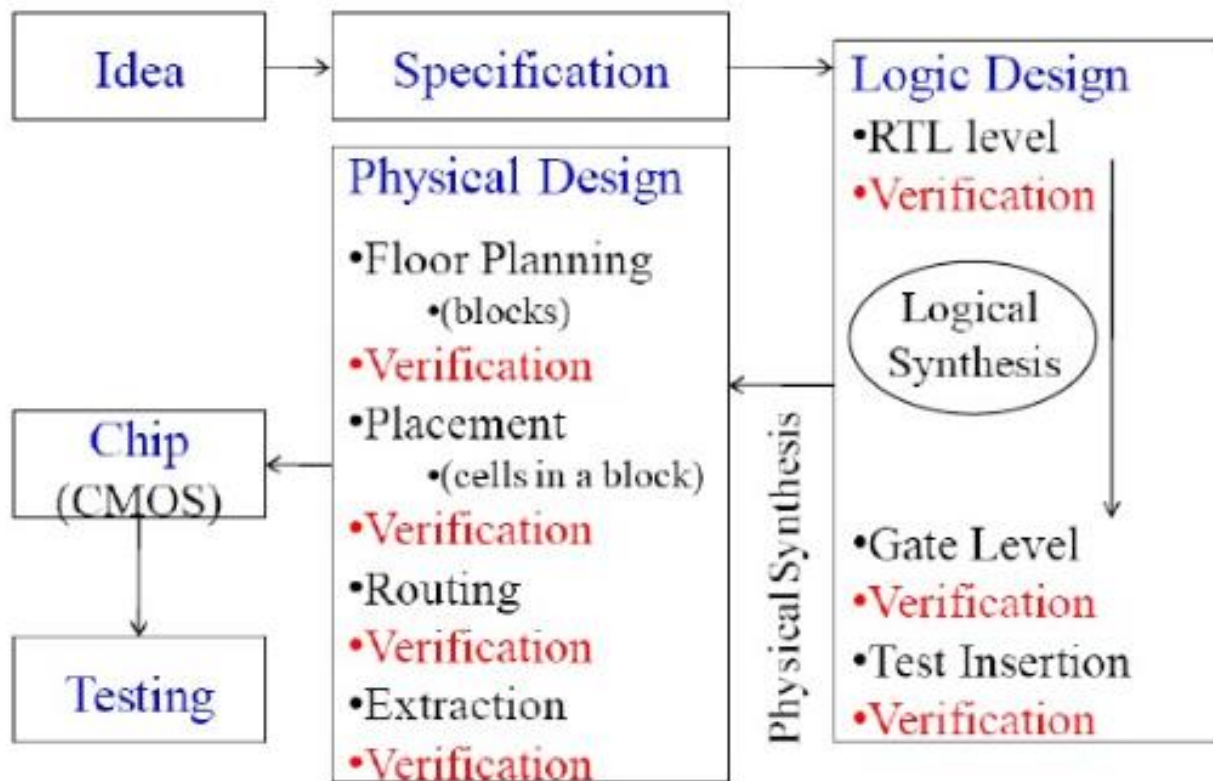 Idea
Specification
Logic Design
•RTL level
•Verification
Logical
Synthesis
•Gate Level
•Verification
•Test Insertion
•Verification
Physical Synthesis
Physical Design
•Floor Planning
•(blocks)
•Verification
•Placement
•(cells in a block)
•Verification
•Routing
•Verification
•Extraction
•Verification
Chip
(CMOS)
Testing